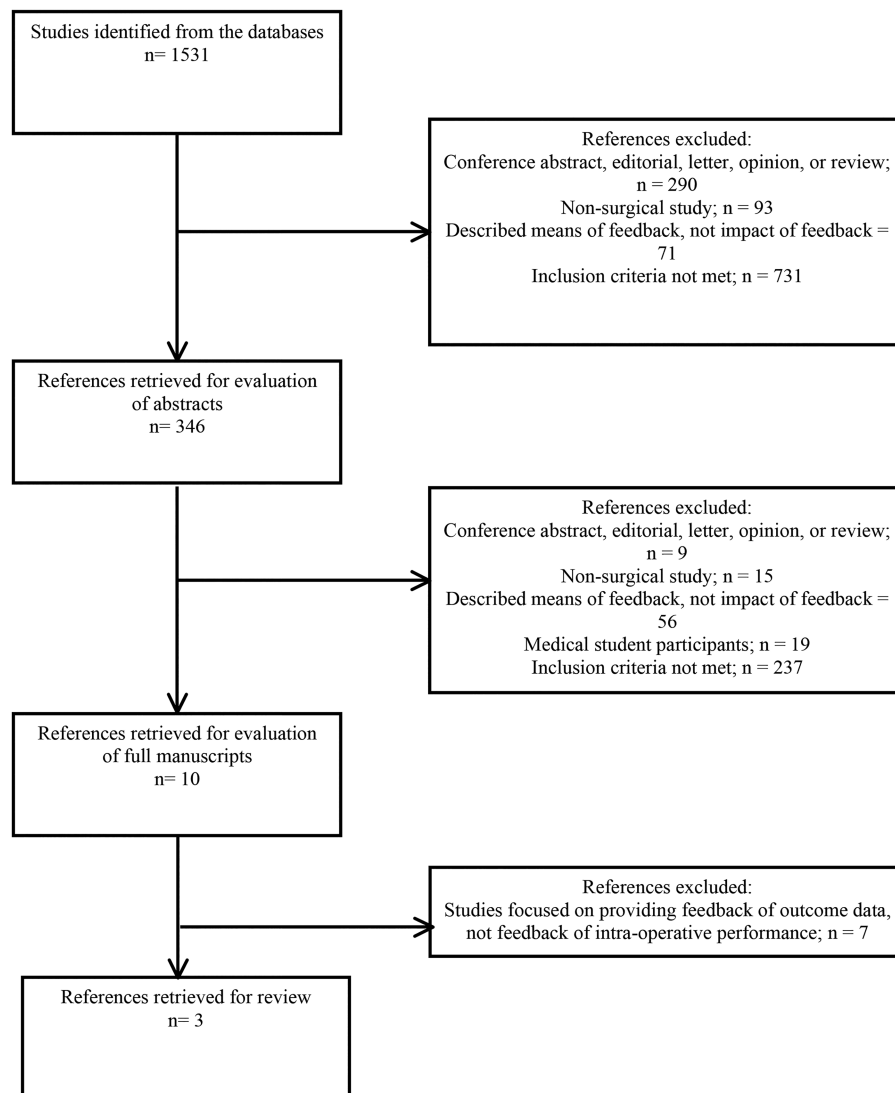 Studies identified from the databases
n= 1531
References excluded:
Conference abstract, editorial, letter, opinion, or review;
n = 290
Non-surgical study; n = 93
Described means of feedback, not impact of feedback =
71
Inclusion criteria not met; n = 731
References retrieved for evaluation
of abstracts
n= 346
References excluded:
Conference abstract, editorial, letter, opinion, or review;
n = 9
Non-surgical study; n = 15
Described means of feedback, not impact of feedback =
56
Medical student participants; n = 19
Inclusion criteria not met; n = 237
References retrieved for evaluation
of full manuscripts
n= 10
References excluded:
Studies focused on providing feedback of outcome data,
not feedback of intra-operative performance; n = 7
References retrieved for review
n= 3